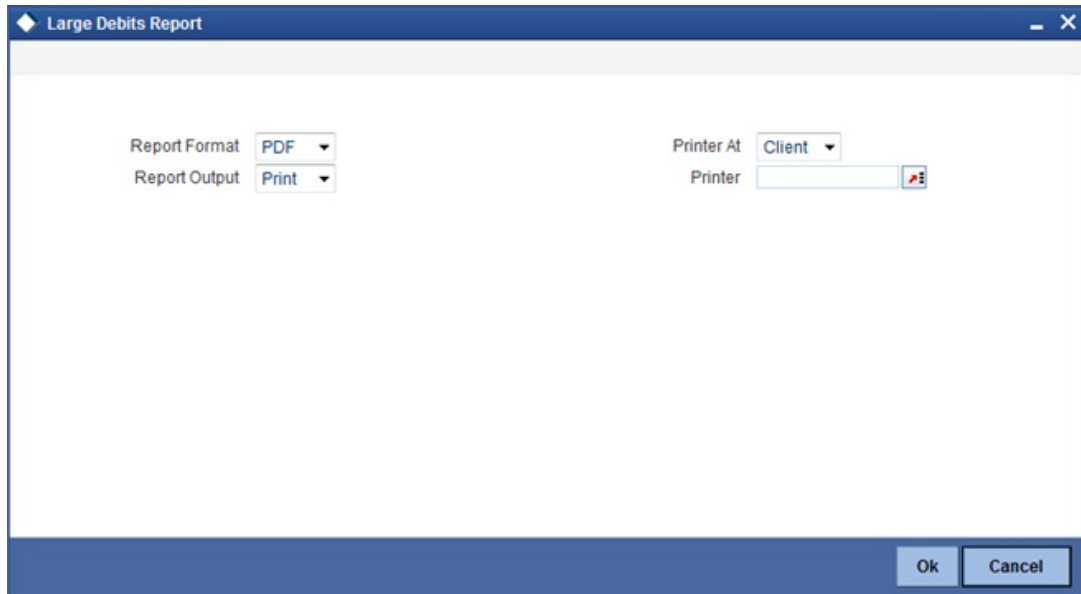 Large Debits Report
Report Format PDF Printer At Client
Report Output Print Printer
Ok Cancel